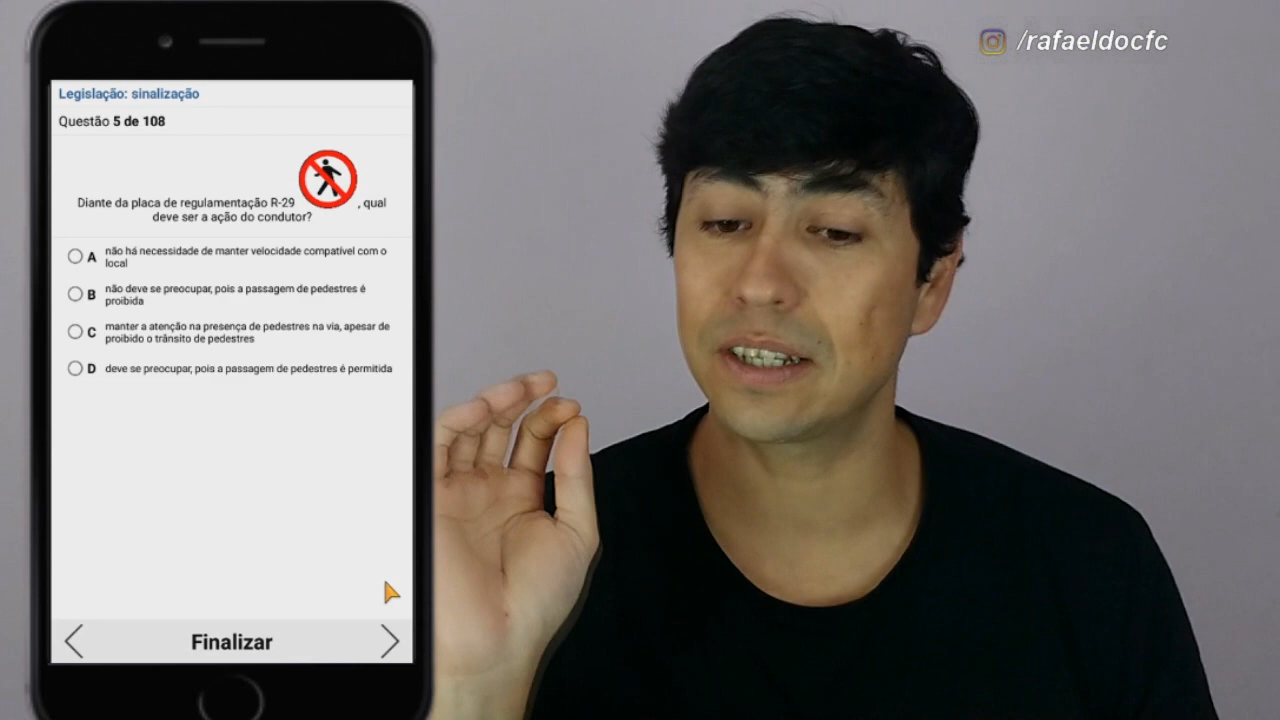 /rafaeldocfc
Legislação: sinalização
Questão 5 de 108
Diante da placa de regulamentação R-29 , qual
deve ser a ação do condutor?
A não há necessidade de manter velocidade compatível com o
local
B não deve se preocupar, pois a passagem de pedestres é
proibida
C manter a atenção na presença de pedestres na via, apesar de
proibido o trânsito de pedestres
D deve se preocupar, pois a passagem de pedestres é permitida
Finalizar